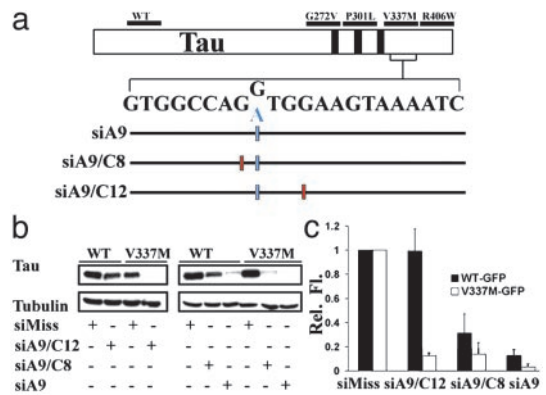 a
WT G272V P301L V337M R406W
Tau
G
GTGGCCAG TGGAAGTAAAATC
A
siA9
siA9/C8
siA9/C12
b
WT V337M WT V337M
Tau
Tubulin
siMiss + - + - + - - + - -
siA9/C12 - + - + - - - - - -
siA9/C8 - - - - - + - - + -
siA9 - - - - - - + - - +
c
Rel. Fl.
1.2
1
0.8
0.6
0.4
0.2
0
WT-GFP
V337M-GFP
siMiss siA9/C12 siA9/C8 siA9